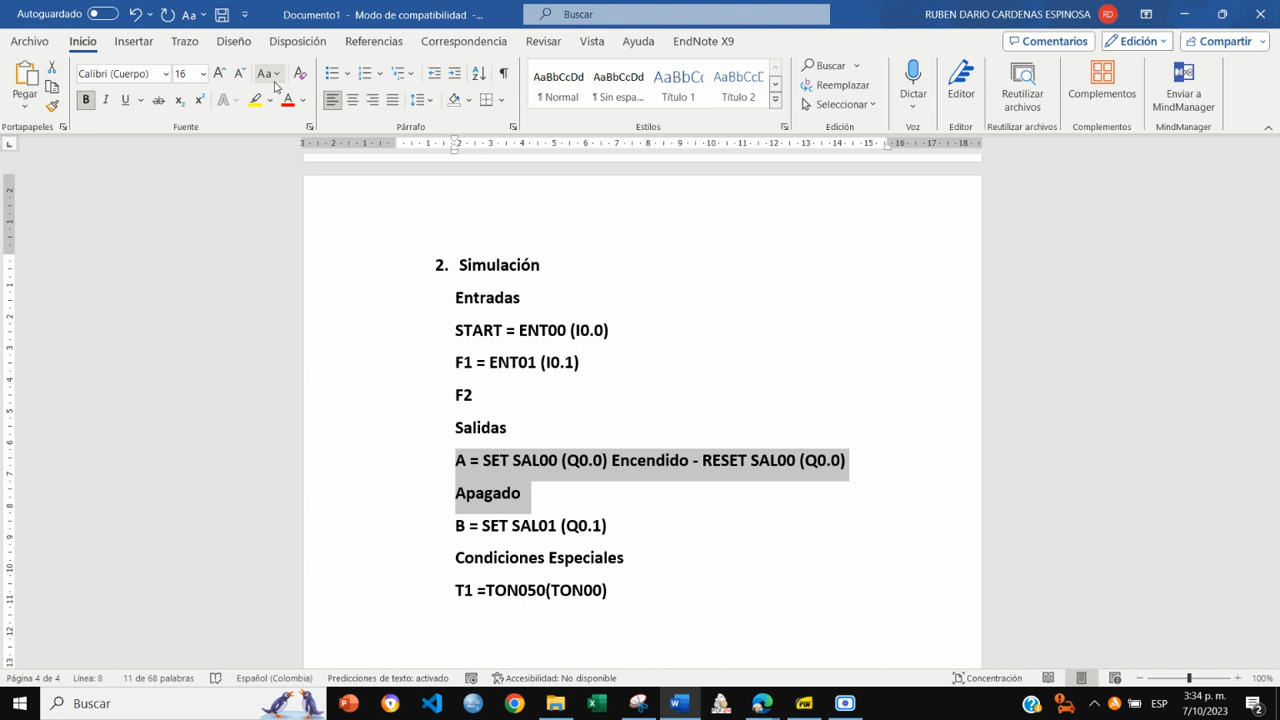 Autoguardado
Documento1 - Modo de compatibilidad
Buscar
RUBEN DARIO CARDENAS ESPINOSA
RD
Archivo Inicio Insertar Trazo Diseño Disposición Referencias Correspondencia Revisar Vista Ayuda EndNote X9
Comentarios Edición Compartir
Pegar
Portapapeles
Calibri (Cuerpo) 16
Fuente
Párrafo
AaBbCcDd AaBbCcDd AaBbC( AaBbCcD
¶ Normal ¶ Sin espa... Título 1 Título 2
Estilos
Buscar
Reemplazar
Seleccionar
Edición
Dictar
Voz
Editor
Editor
Reutilizar archivos
Reutilizar archivos
Complementos
Complementos
Enviar a MindManager
MindManager
2. Simulación
Entradas
START = ENT00 (I0.0)
F1 = ENT01 (I0.1)
F2
Salidas
A = SET SAL00 (Q0.0) Encendido - RESET SAL00 (Q0.0)
Apagado
B = SET SAL01 (Q0.1)
Condiciones Especiales
T1 =TON050(TON00)
Página 4 de 4 Línea: 8 11 de 68 palabras Español (Colombia) Predicciones de texto: activado Accesibilidad: No disponible Concentración 100%
Buscar
ESP
3:34 p. m.
7/10/2023